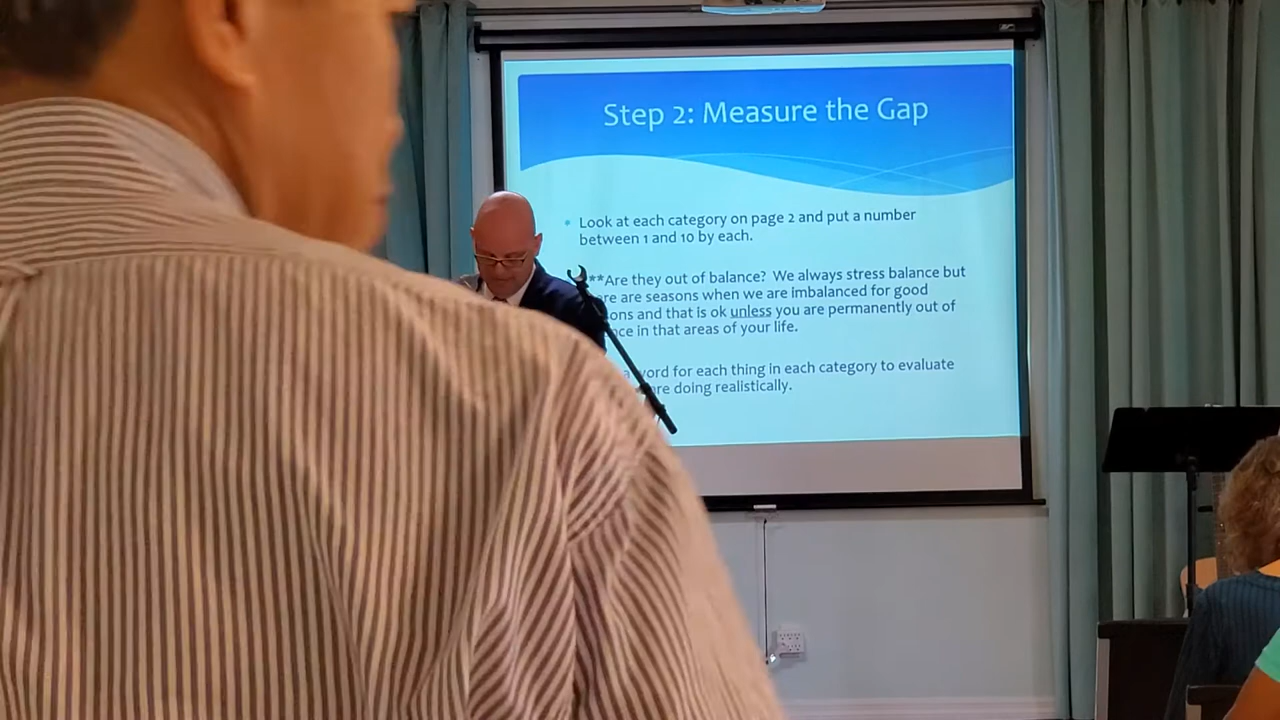 Step 2: Measure the Gap
• Look at each category on page 2 and put a number
between 1 and 10 by each.
**Are they out of balance? We always stress balance but
re are seasons when we are imbalanced for good
ons and that is ok unless you are permanently out of
nce in that areas of your life.
a word for each thing in each category to evaluate
are doing realistically.